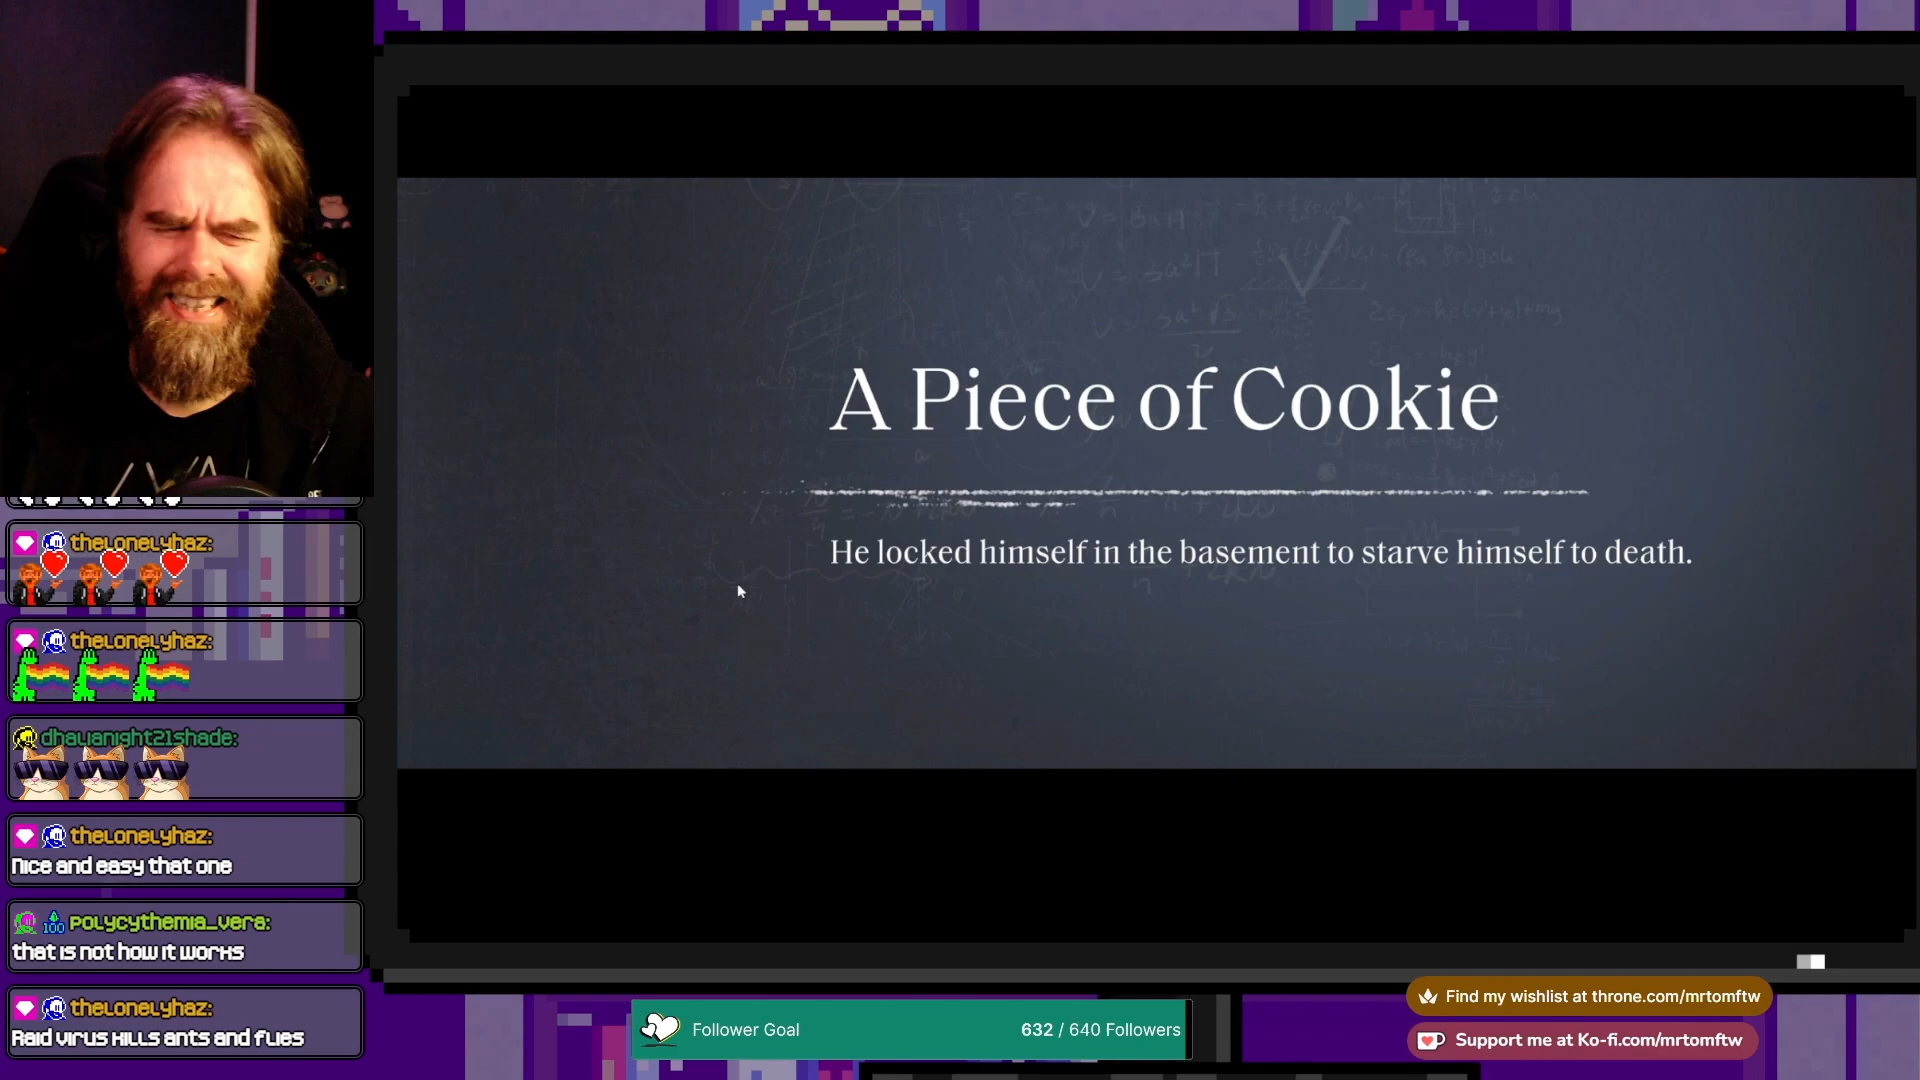 A Piece of Cookie
He locked himself in the basement to starve himself to death.
thelonelyhaz:
thelonelyhaz:
dhalianight21shade:
thelonelyhaz:
Nice and easy that one
100 polycythemia_vera:
that is not how it works
thelonelyhaz:
Raid virus kills ants and flies
Follower Goal
632 / 640 Followers
Find my wishlist at throne.com/mrtomftw
Support me at Ko-fi.com/mrtomftw